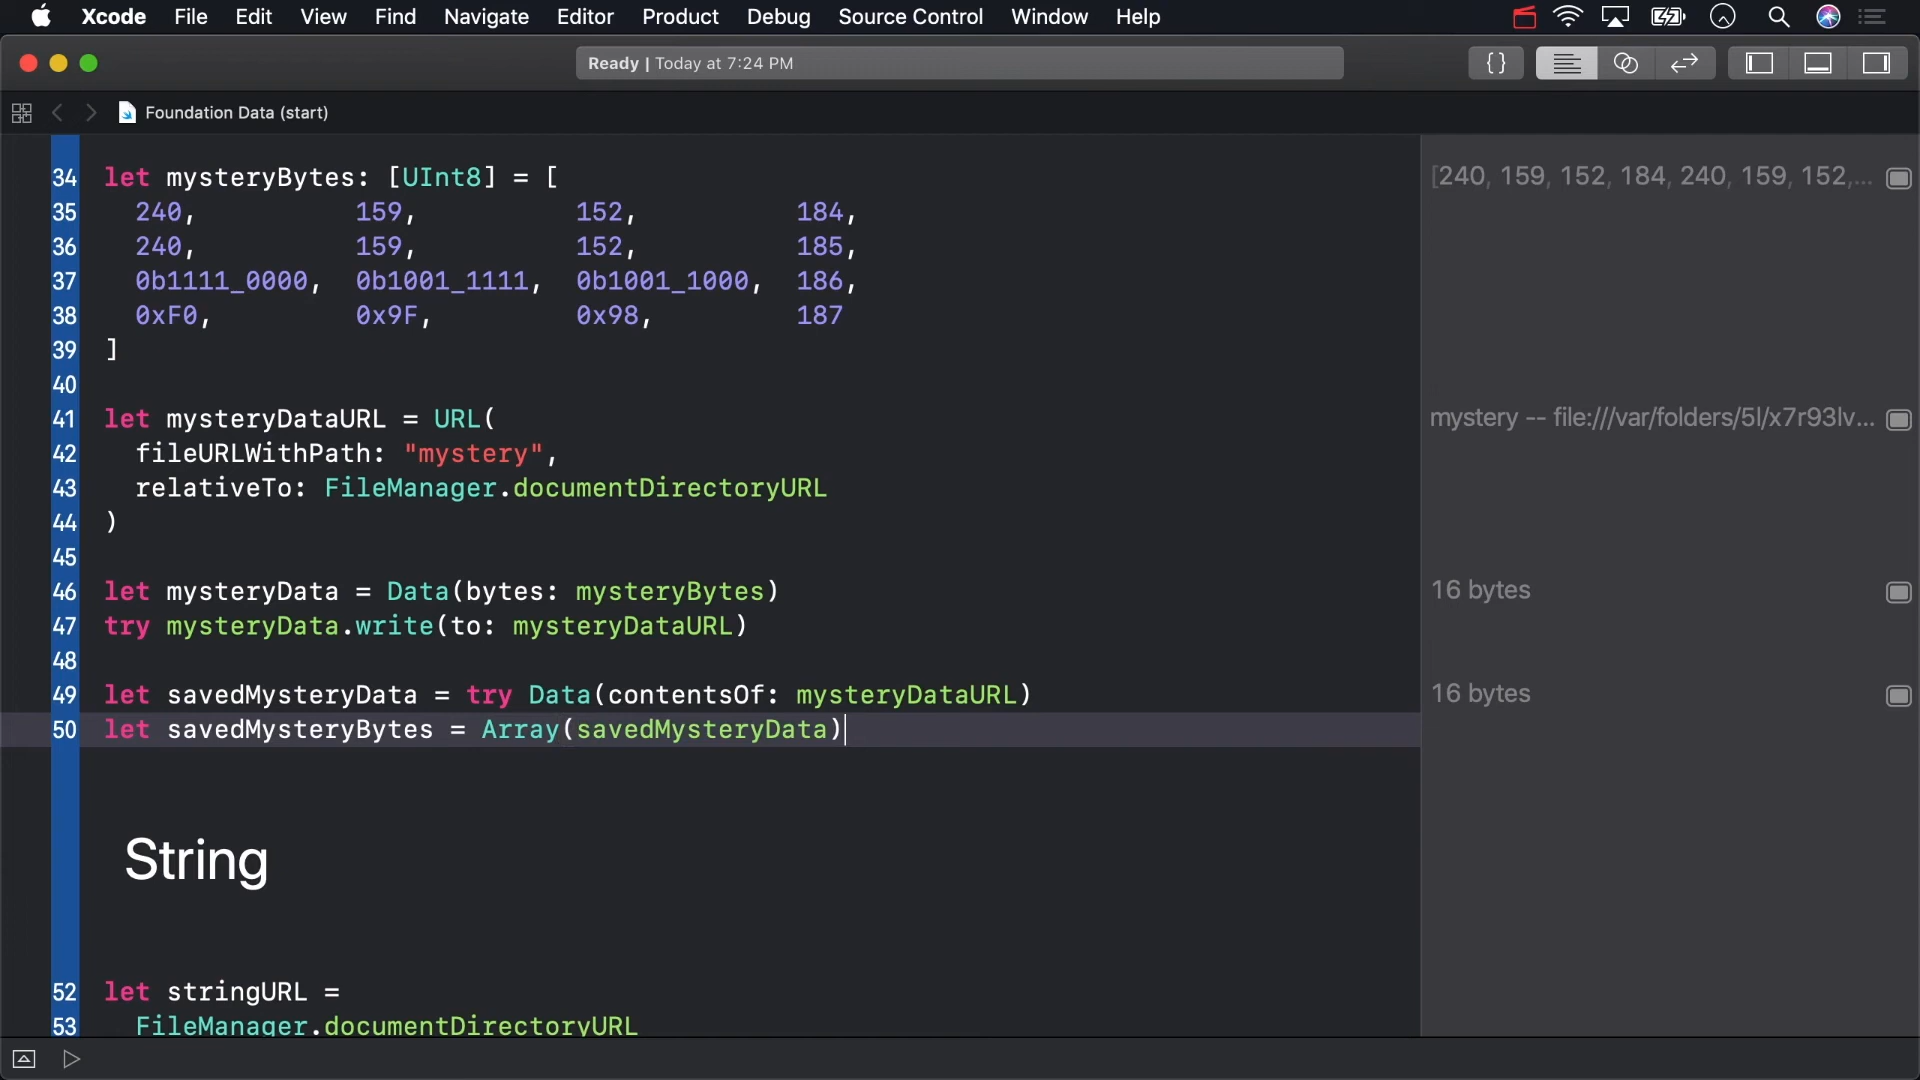 Xcode File Edit View Find Navigate Editor Product Debug Source Control Window Help
Ready | Today at 7:24 PM
{}
Foundation Data (start)
34 let mysteryBytes: [UInt8] = [
[240, 159, 152, 184, 240, 159, 152,...
35 240, 159, 152, 184,
36 240, 159, 152, 185,
37 0b1111_0000, 0b1001_1111, 0b1001_1000, 186,
38 0xF0, 0x9F, 0x98, 187
39 ]
40
41 let mysteryDataURL = URL(
mystery -- file:///var/folders/5l/x7r93lv...
42 fileURLWithPath: "mystery",
43 relativeTo: FileManager.documentDirectoryURL
44 )
45
46 let mysteryData = Data(bytes: mysteryBytes)
16 bytes
47 try mysteryData.write(to: mysteryDataURL)
48
49 let savedMysteryData = try Data(contentsOf: mysteryDataURL)
16 bytes
50 let savedMysteryBytes = Array(savedMysteryData)
String
52 let stringURL =
53 FileManager.documentDirectoryURL